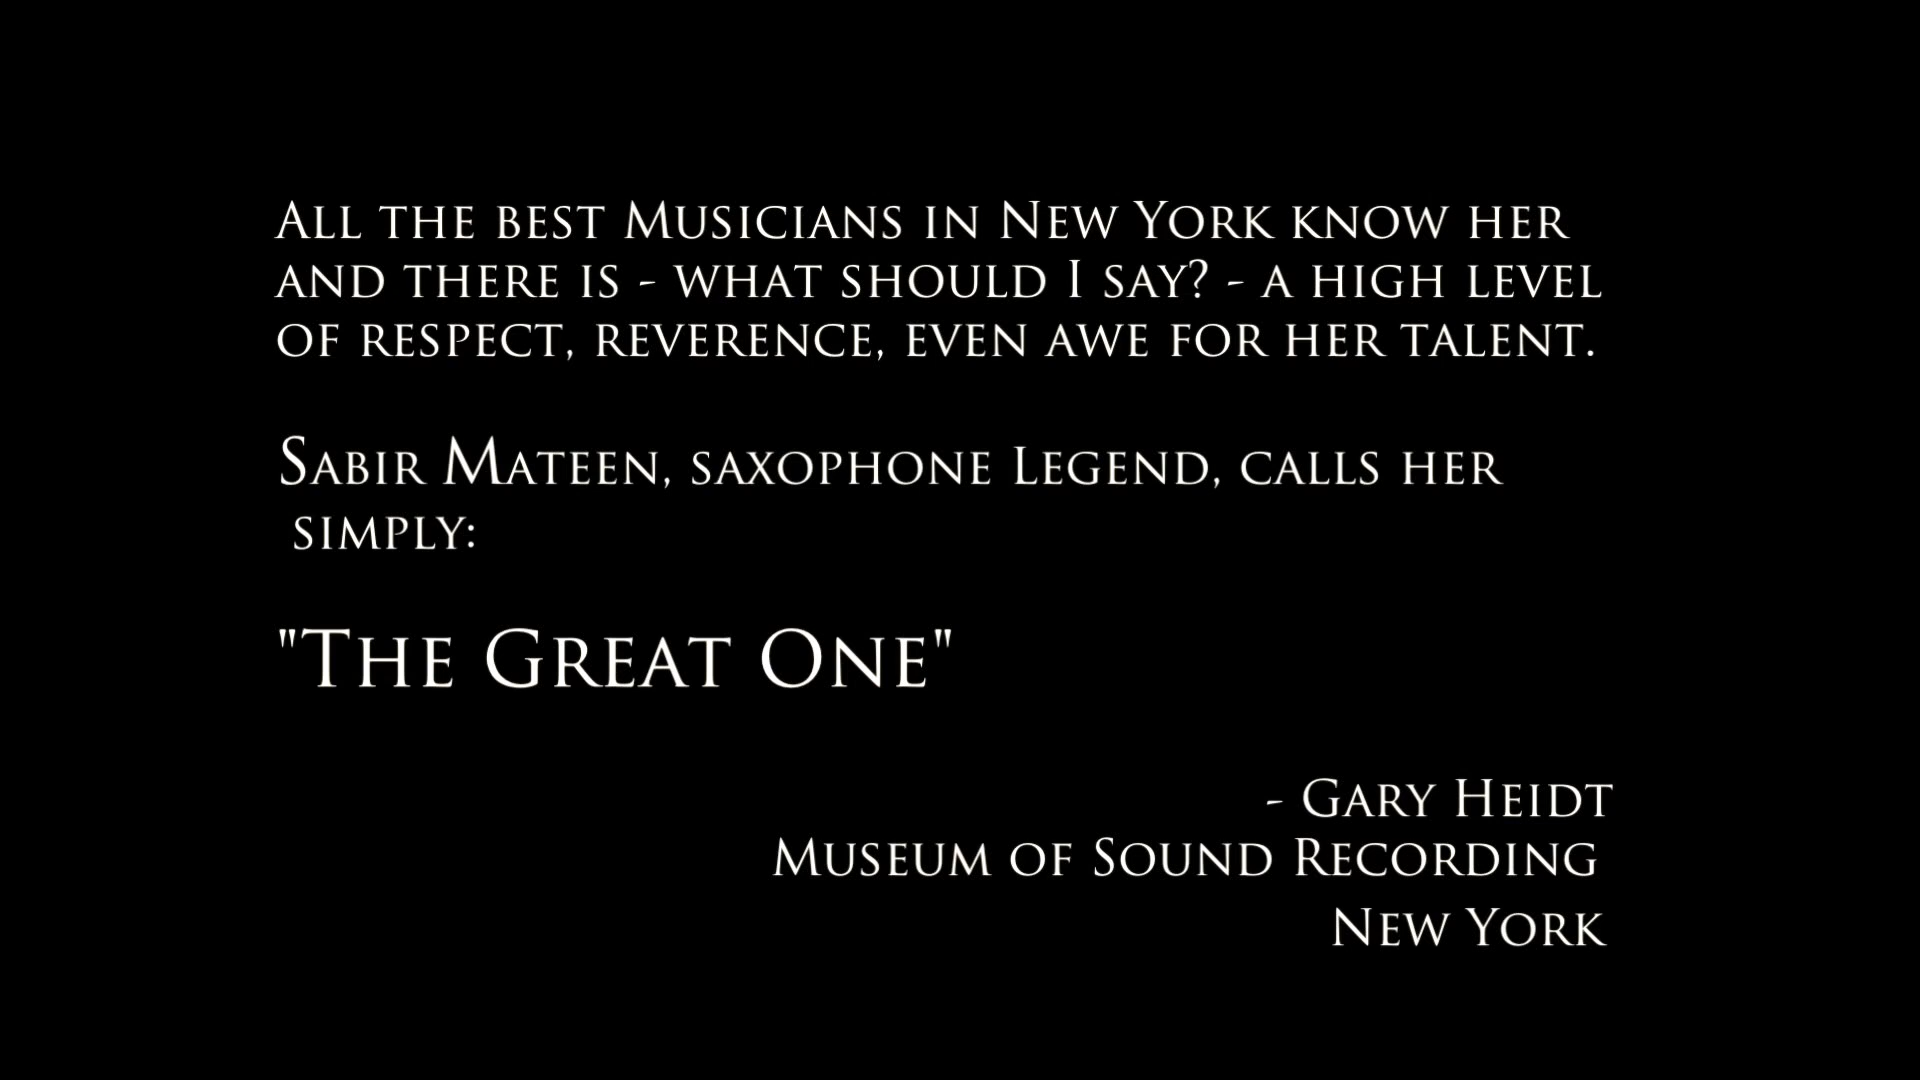 All the best Musicians in New York know her
and there is - what should I say? - a high level
of respect, reverence, even awe for her talent.
Sabir Mateen, saxophone Legend, calls her
simply:
"The Great One"
- Gary Heidt
Museum of Sound Recording
New York